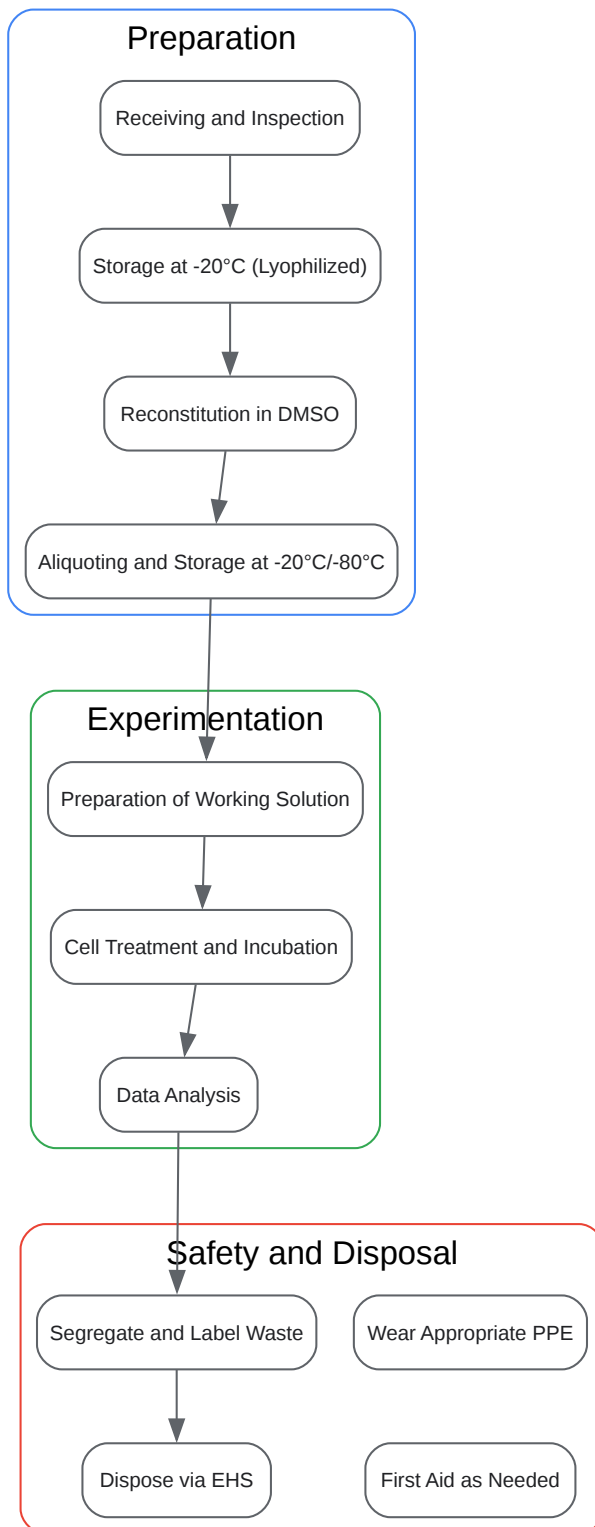 Preparation
Receiving and Inspection
Storage at -20°C (Lyophilized)
Reconstitution in DMSO
Aliquoting and Storage at -20°C/-80°C
Experimentation
Preparation of Working Solution
Cell Treatment and Incubation
Data Analysis
Safety and Disposal
Segregate and Label Waste
Wear Appropriate PPE
Dispose via EHS
First Aid as Needed